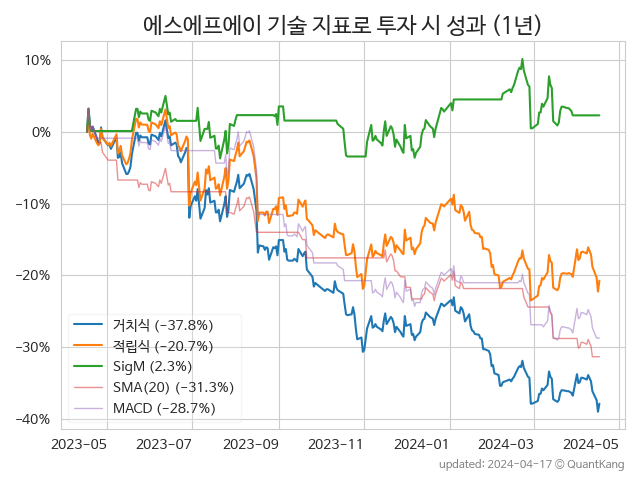 에스에프에이 기술 지표로 투자 시 성과 (1년)
10%
0%
−10%
−20%
−30%
−40%
거치식 (−37.8%)
적립식 (−20.7%)
SigM (2.3%)
SMA(20) (−31.3%)
MACD (−28.7%)
2023-05
2023-07
2023-09
2023-11
2024-01
2024-03
2024-05
updated: 2024-04-17 © QuantKang